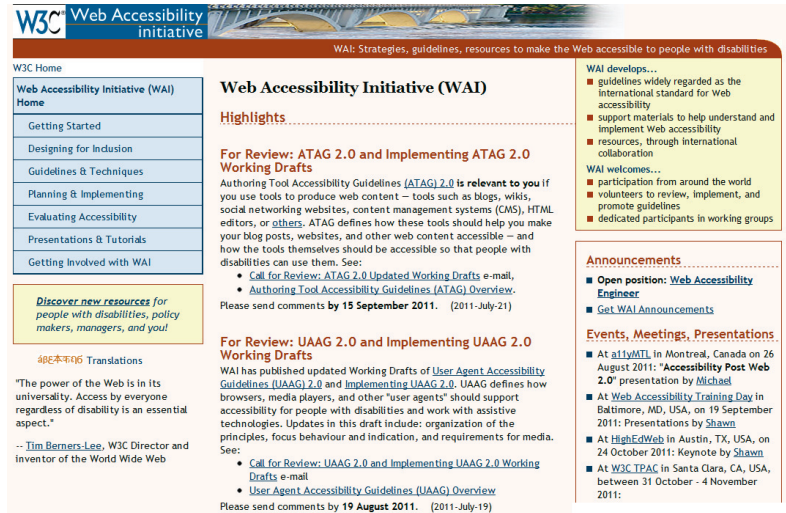 W3C® Web Accessibility
initiative
WAI: Strategies, guidelines, resources to make the Web accessible to people with disabilities
W3C Home
Web Accessibility Initiative (WAI)
Home
Getting Started
Designing for Inclusion
Guidelines & Techniques
Planning & Implementing
Evaluating Accessibility
Presentations & Tutorials
Getting Involved with WAI
Discover new resources for
people with disabilities, policy
makers, managers, and you!
Translations
"The power of the Web is in its
universality. Access by everyone
regardless of disability is an essential
aspect."
-- Tim Berners-Lee, W3C Director and
inventor of the World Wide Web
Web Accessibility Initiative (WAI)
Highlights
For Review: ATAG 2.0 and Implementing ATAG 2.0
Working Drafts
Authoring Tool Accessibility Guidelines (ATAG) 2.0 is relevant to you if
you use tools to produce web content — tools such as blogs, wikis,
social networking websites, content management systems (CMS), HTML
editors, or others. ATAG defines how these tools should help you make
your blog posts, websites, and other web content accessible — and
how the tools themselves should be accessible so that people with
disabilities can use them. See:
• Call for Review: ATAG 2.0 Updated Working Drafts e-mail,
• Authoring Tool Accessibility Guidelines (ATAG) Overview.
Please send comments by 15 September 2011. (2011-July-21)
For Review: UAAG 2.0 and Implementing UAAG 2.0
Working Drafts
WAI has published updated Working Drafts of User Agent Accessibility
Guidelines (UAAG) 2.0 and Implementing UAAG 2.0. UAAG defines how
browsers, media players, and other "user agents" should support
accessibility for people with disabilities and work with assistive
technologies. Updates in this draft include: organization of the
principles, focus behaviour and indication, and requirements for media.
See:
• Call for Review: UAAG 2.0 and Implementing UAAG 2.0 Working
Drafts e-mail
• User Agent Accessibility Guidelines (UAAG) Overview
Please send comments by 19 August 2011. (2011-July-19)
WAI develops...
guidelines widely regarded as the
international standard for Web
accessibility
support materials to help understand and
implement Web accessibility
resources, through international
collaboration
WAI welcomes...
participation from around the world
volunteers to review, implement, and
promote guidelines
dedicated participants in working groups
Announcements
Open position: Web Accessibility
Engineer
Get WAI Announcements
Events, Meetings, Presentations
At a11yMTL in Montreal, Canada on 26
August 2011: "Accessibility Post Web
2.0" presentation by Michael
At Web Accessibility Training Day in
Baltimore, MD, USA, on 19 September
2011: Presentations by Shawn
At HighEdWeb in Austin, TX, USA, on
24 October 2011: Keynote by Shawn
At W3C TPAC in Santa Clara, CA, USA,
between 31 October - 4 November
2011: